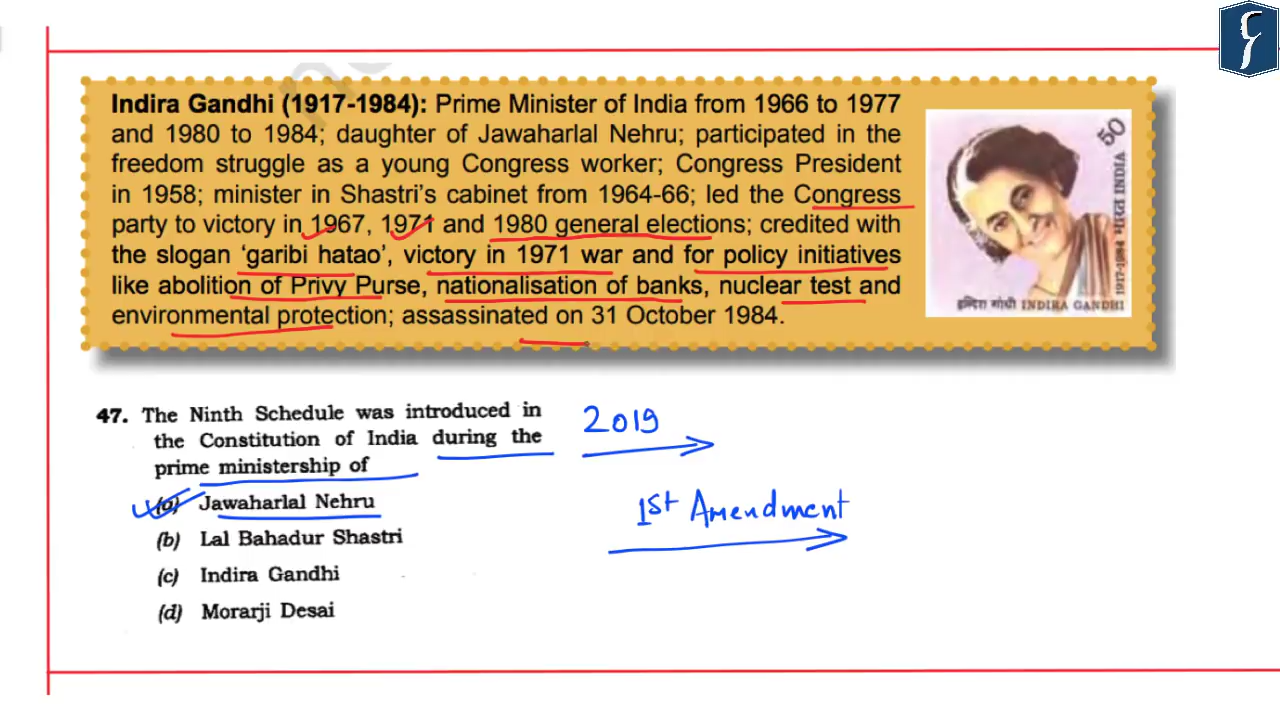 Indira Gandhi (1917-1984): Prime Minister of India from 1966 to 1977
and 1980 to 1984; daughter of Jawaharlal Nehru; participated in the
freedom struggle as a young Congress worker; Congress President
in 1958; minister in Shastri's cabinet from 1964-66; led the Congress
party to victory in 1967, 1971 and 1980 general elections; credited with
the slogan 'garibi hatao', victory in 1971 war and for policy initiatives
like abolition of Privy Purse, nationalisation of banks, nuclear test and
environmental protection; assassinated on 31 October 1984.
50
1917-1984 भारत INDIA
इन्दिरा गाँधी INDIRA GANDHI
47. The Ninth Schedule was introduced in
the Constitution of India during the
prime ministership of
(a) Jawaharlal Nehru
(b) Lal Bahadur Shastri
(c) Indira Gandhi
(d) Morarji Desai
2019
1st Amendment